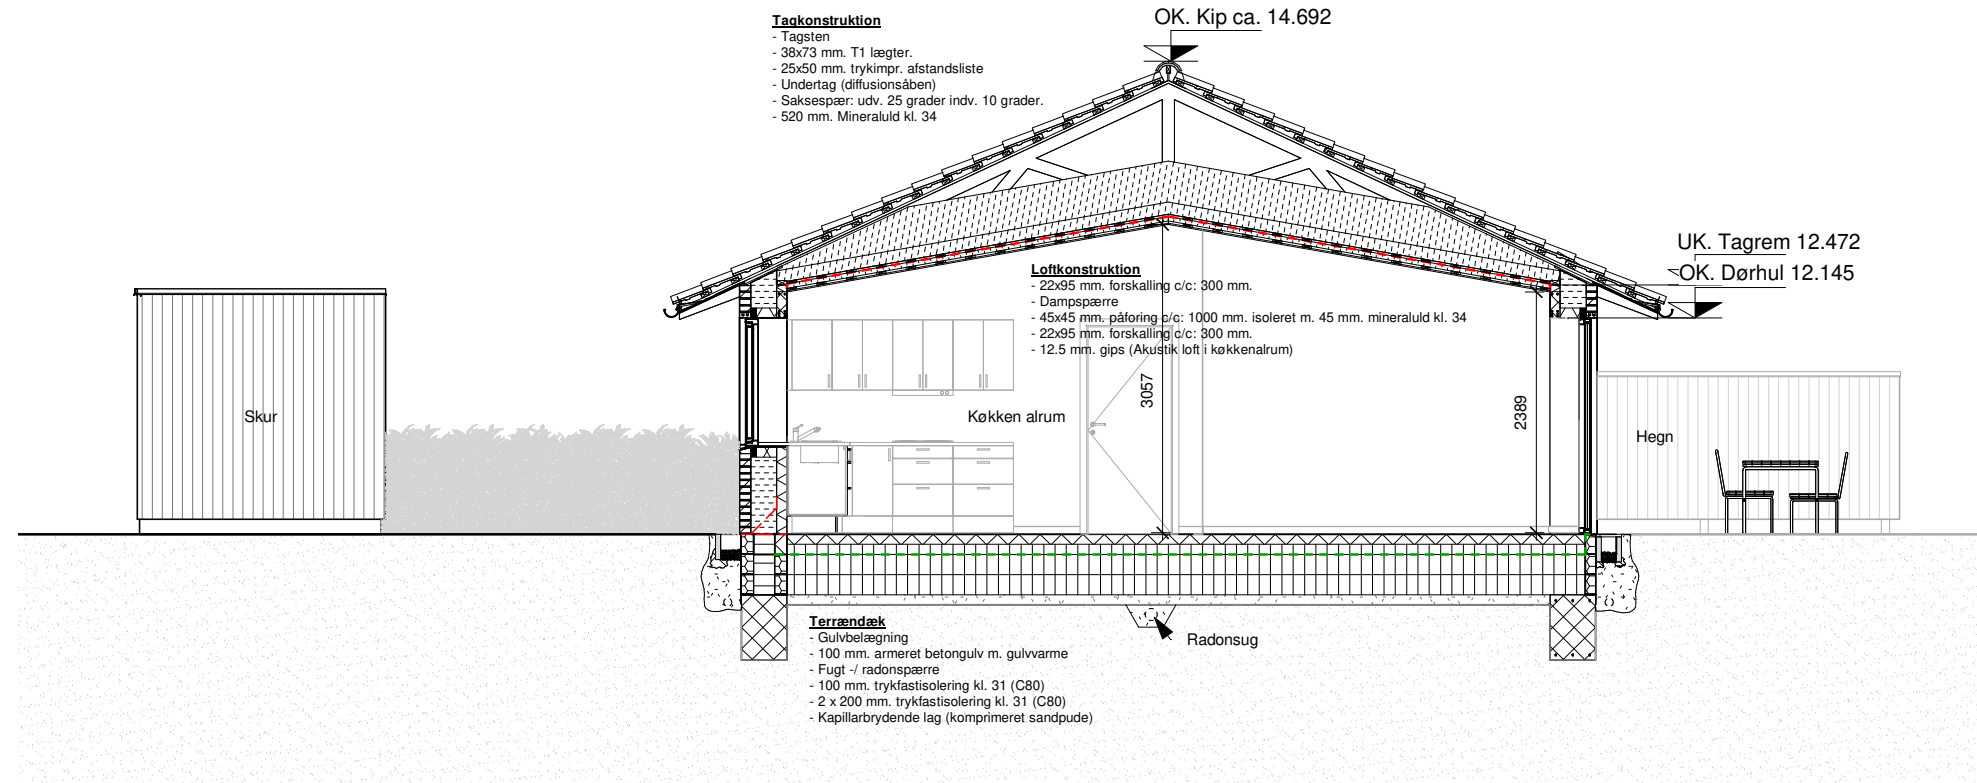 Tagkonstruktion
- Tagsten
- 38x73 mm. T1 lægter.
- 25x50 mm. trykimpr. afstandsliste
- Undertag (diffusionsåben)
- Saksespær: udv. 25 grader indv. 10 grader.
- 520 mm. Mineraluld kl. 34
OK. Kip ca. 14.692
UK. Tagrem 12.472
OK. Dørhul 12.145
Loftkonstruktion
- 22x95 mm. forskalling c/c: 300 mm.
- Dampspærre
- 45x45 mm. påforing c/c: 1000 mm. isoleret m. 45 mm. mineraluld kl. 34
- 22x95 mm. forskalling c/c: 300 mm.
- 12.5 mm. gips (Akustik loft i køkkenalrum)
3057
2389
Skur
Køkken alrum
Hegn
Terrændæk
- Gulvbelægning
- 100 mm. armeret betongulv m. gulvvarme
- Fugt -/ radonspærre
- 100 mm. trykfastisolering kl. 31 (C80)
- 2 x 200 mm. trykfastisolering kl. 31 (C80)
- Kapillarbrydende lag (komprimeret sandpude)
Radonsug